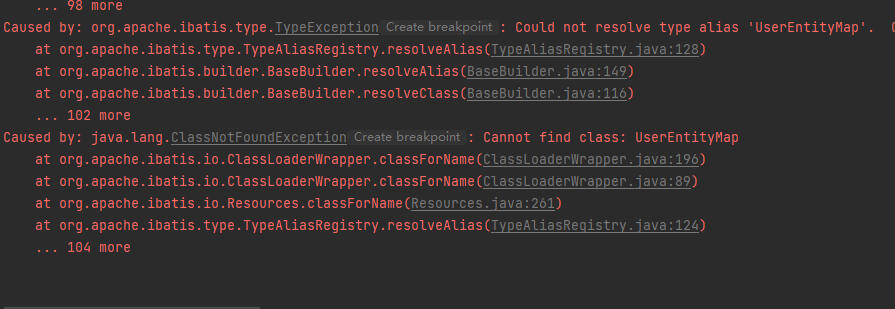 ... 98 more
Caused by: org.apache.ibatis.type.TypeException Create breakpoint : Could not resolve type alias 'UserEntityMap'.
at org.apache.ibatis.type.TypeAliasRegistry.resolveAlias(TypeAliasRegistry.java:128)
at org.apache.ibatis.builder.BaseBuilder.resolveAlias(BaseBuilder.java:149)
at org.apache.ibatis.builder.BaseBuilder.resolveClass(BaseBuilder.java:116)
... 102 more
Caused by: java.lang.ClassNotFoundException Create breakpoint : Cannot find class: UserEntityMap
at org.apache.ibatis.io.ClassLoaderWrapper.classForName(ClassLoaderWrapper.java:196)
at org.apache.ibatis.io.ClassLoaderWrapper.classForName(ClassLoaderWrapper.java:89)
at org.apache.ibatis.io.Resources.classForName(Resources.java:261)
at org.apache.ibatis.type.TypeAliasRegistry.resolveAlias(TypeAliasRegistry.java:124)
... 104 more